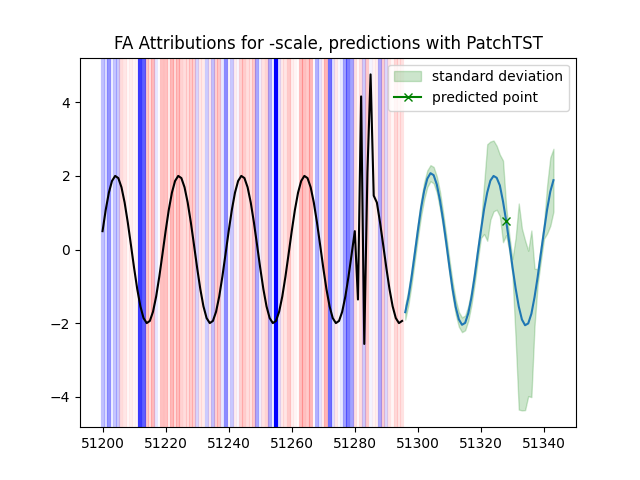 FA Attributions for -scale, predictions with PatchTST
standard deviation
predicted point
4
2
0
−2
−4
51200 51220 51240 51260 51280 51300 51320 51340